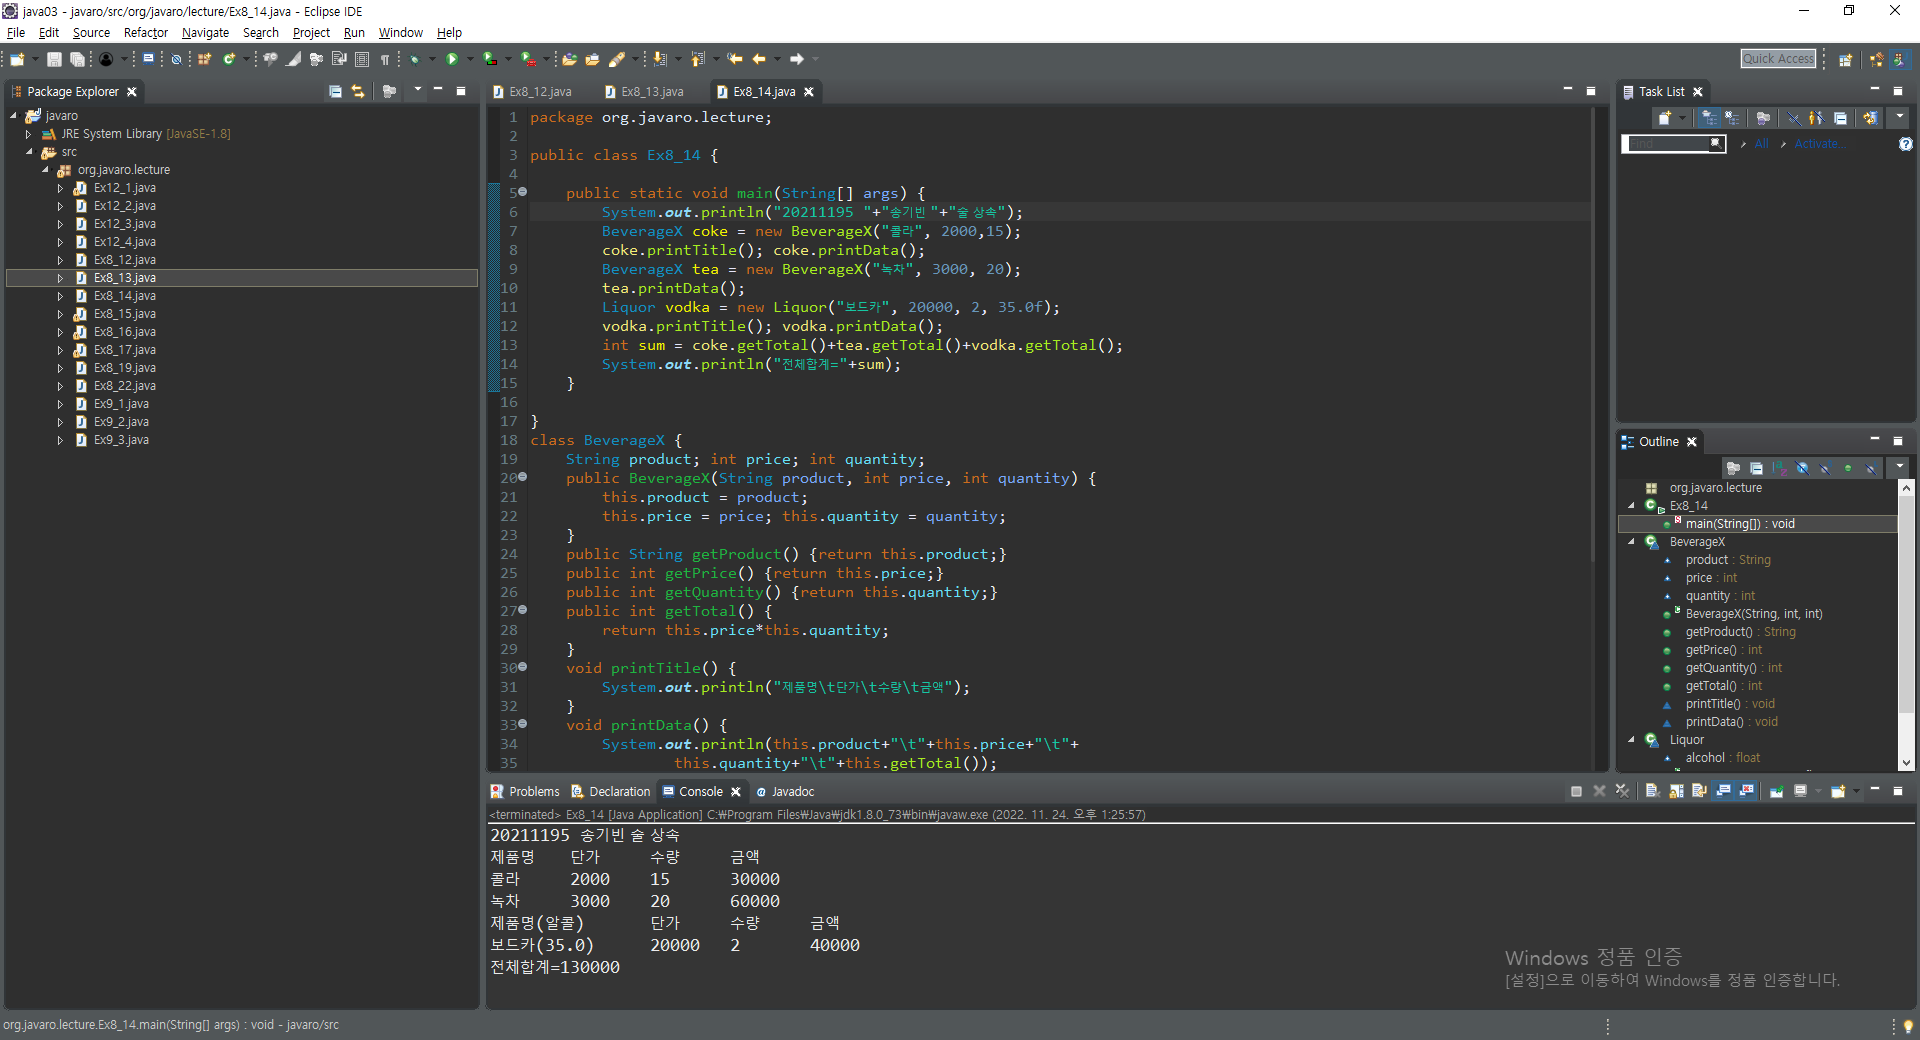 java03 - javaro/src/org/javaro/lecture/Ex8_14.java - Eclipse IDE
File Edit Source Refactor Navigate Search Project Run Window Help
Quick Access
Package Explorer
javaro
JRE System Library [JavaSE-1.8]
src
org.javaro.lecture
Ex12_1.java
Ex12_2.java
Ex12_3.java
Ex12_4.java
Ex8_12.java
Ex8_13.java
Ex8_14.java
Ex8_15.java
Ex8_16.java
Ex8_17.java
Ex8_19.java
Ex8_22.java
Ex9_1.java
Ex9_2.java
Ex9_3.java
Ex8_12.java Ex8_13.java Ex8_14.java
1 package org.javaro.lecture;
2
3 public class Ex8_14 {
4
5 public static void main(String[] args) {
6 System.out.println("20211195 "+"송기빈 "+"술 상속");
7 BeverageX coke = new BeverageX("콜라", 2000,15);
8 coke.printTitle(); coke.printData();
9 BeverageX tea = new BeverageX("녹차", 3000, 20);
10 tea.printData();
11 Liquor vodka = new Liquor("보드카", 20000, 2, 35.0f);
12 vodka.printTitle(); vodka.printData();
13 int sum = coke.getTotal()+tea.getTotal()+vodka.getTotal();
14 System.out.println("전체합계="+sum);
15 }
16
17 }
18 class BeverageX {
19 String product; int price; int quantity;
20 public BeverageX(String product, int price, int quantity) {
21 this.product = product;
22 this.price = price; this.quantity = quantity;
23 }
24 public String getProduct() {return this.product;}
25 public int getPrice() {return this.price;}
26 public int getQuantity() {return this.quantity;}
27 public int getTotal() {
28 return this.price*this.quantity;
29 }
30 void printTitle() {
31 System.out.println("제품명\t단가\t수량\t금액");
32 }
33 void printData() {
34 System.out.println(this.product+"\t"+this.price+"\t"+
35 this.quantity+"\t"+this.getTotal());
Task List
Find All Activate...
Outline
org.javaro.lecture
Ex8_14
main(String[]) : void
BeverageX
product : String
price : int
quantity : int
BeverageX(String, int, int)
getProduct() : String
getPrice() : int
getQuantity() : int
getTotal() : int
printTitle() : void
printData() : void
Liquor
alcohol : float
Problems Declaration Console Javadoc
<terminated> Ex8_14 [Java Application] C:₩Program Files₩Java₩jdk1.8.0_73₩bin₩javaw.exe (2022. 11. 24. 오후 1:25:57)
20211195 송기빈 술 상속
제품명 단가 수량 금액
콜라 2000 15 30000
녹차 3000 20 60000
제품명(알콜) 단가 수량 금액
보드카(35.0) 20000 2 40000
전체합계=130000
Windows 정품 인증
[설정]으로 이동하여 Windows를 정품 인증합니다.
org.javaro.lecture.Ex8_14.main(String[] args) : void - javaro/src